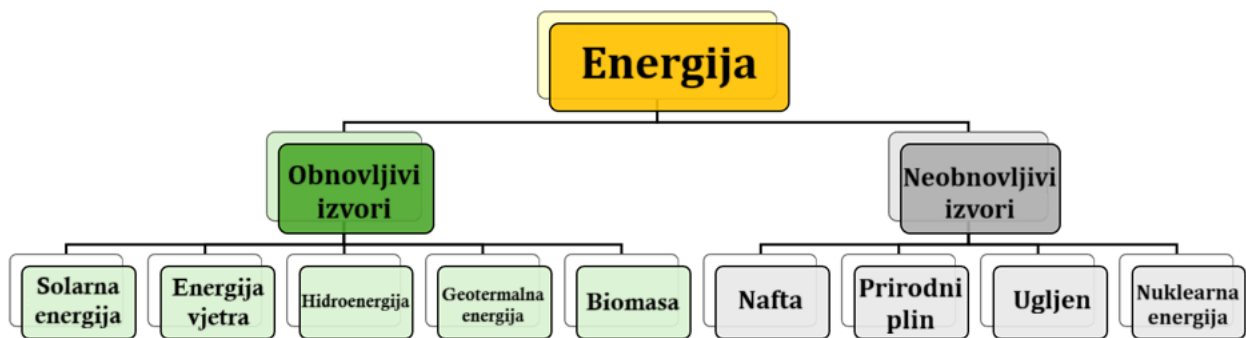 Energija
Obnovljivi
izvori
Neobnovljivi
izvori
Solarna
energija
Energija
vjetra
Hidroenergija
Geotermalna
energija
Biomasa
Nafta
Prirodni
plin
Ugljen
Nuklearna
energija